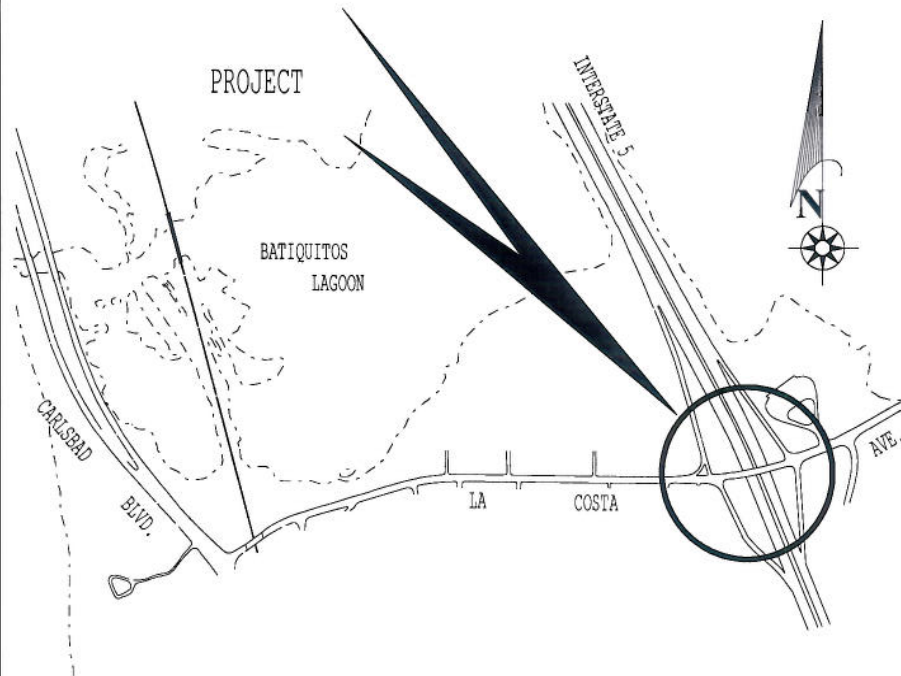 PROJECT
INTERSTATE 5
N
BATIQUITOS
LAGOON
CARLSBAD
BLVD.
LA
COSTA
AVE.